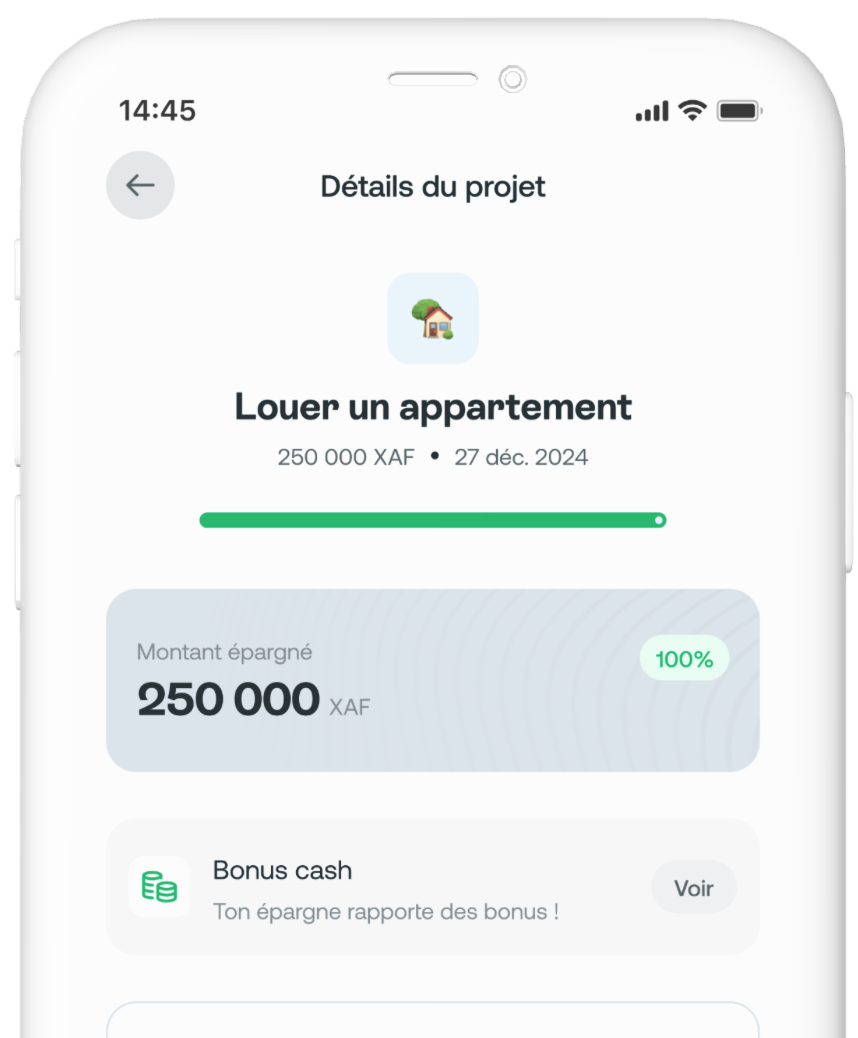 14:45
Détails du projet
Louer un appartement
250 000 XAF • 27 déc. 2024
Montant épargné
100%
250 000 XAF
Bonus cash
Ton épargne rapporte des bonus !
Voir